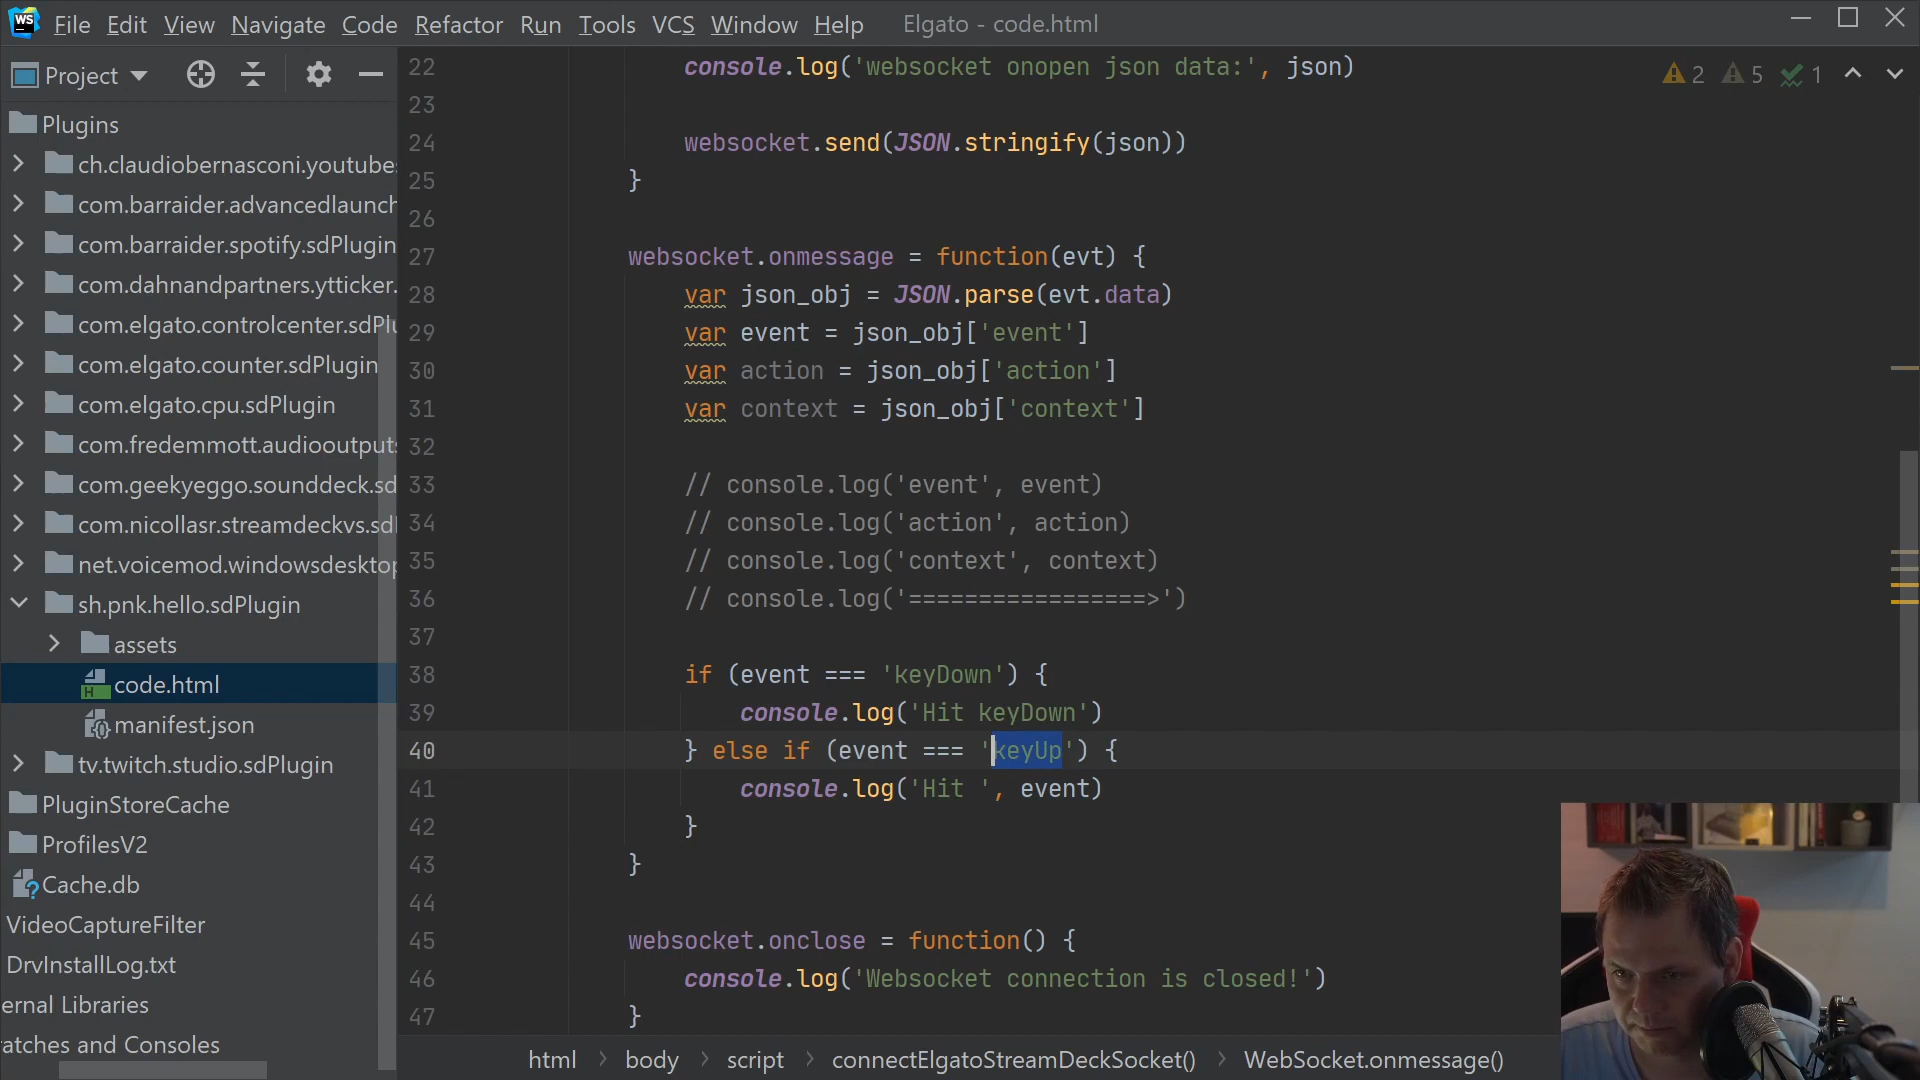 WS File Edit View Navigate Code Refactor Run Tools VCS Window Help Elgato - code.html
Project
2 5 1
Plugins
ch.claudiobernasconi.youtube
com.barraider.advancedlaunch
com.barraider.spotify.sdPlugin
com.dahnandpartners.ytticker.
com.elgato.controlcenter.sdPlu
com.elgato.counter.sdPlugin
com.elgato.cpu.sdPlugin
com.fredemmott.audiooutput
com.geekyeggo.sounddeck.sd
com.nicollasr.streamdeckvs.sd
net.voicemod.windowsdesktop
sh.pnk.hello.sdPlugin
assets
code.html
manifest.json
tv.twitch.studio.sdPlugin
PluginStoreCache
ProfilesV2
Cache.db
VideoCaptureFilter
DrvInstallLog.txt
ernal Libraries
atches and Consoles
22 console.log('websocket onopen json data:', json)
23
24 websocket.send(JSON.stringify(json))
25 }
26
27 websocket.onmessage = function(evt) {
28 var json_obj = JSON.parse(evt.data)
29 var event = json_obj['event']
30 var action = json_obj['action']
31 var context = json_obj['context']
32
33 // console.log('event', event)
34 // console.log('action', action)
35 // console.log('context', context)
36 // console.log('=================>')
37
38 if (event === 'keyDown') {
39 console.log('Hit keyDown')
40 } else if (event === 'keyUp') {
41 console.log('Hit ', event)
42 }
43 }
44
45 websocket.onclose = function() {
46 console.log('Websocket connection is closed!')
47 }
html body script connectElgatoStreamDeckSocket() WebSocket.onmessage()